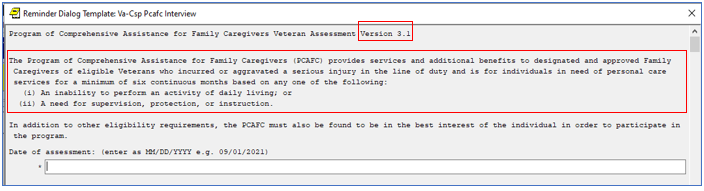 Reminder Dialog Template: Va-Csp Pcafc Interview
Program of Comprehensive Assistance for Family Caregivers Veteran Assessment Version 3.1
The Program of Comprehensive Assistance for Family Caregivers (PCAFC) provides services and additional benefits to designated and approved Family
Caregivers of eligible Veterans who incurred or aggravated a serious injury in the line of duty and is for individuals in need of personal care
services for a minimum of six continuous months based on any one of the following:
(i) An inability to perform an activity of daily living; or
(ii) A need for supervision, protection, or instruction.
In addition to other eligibility requirements, the PCAFC must also be found to be in the best interest of the individual in order to participate in
the program.
Date of assessment: (enter as MM/DD/YYYY e.g. 09/01/2021)
*